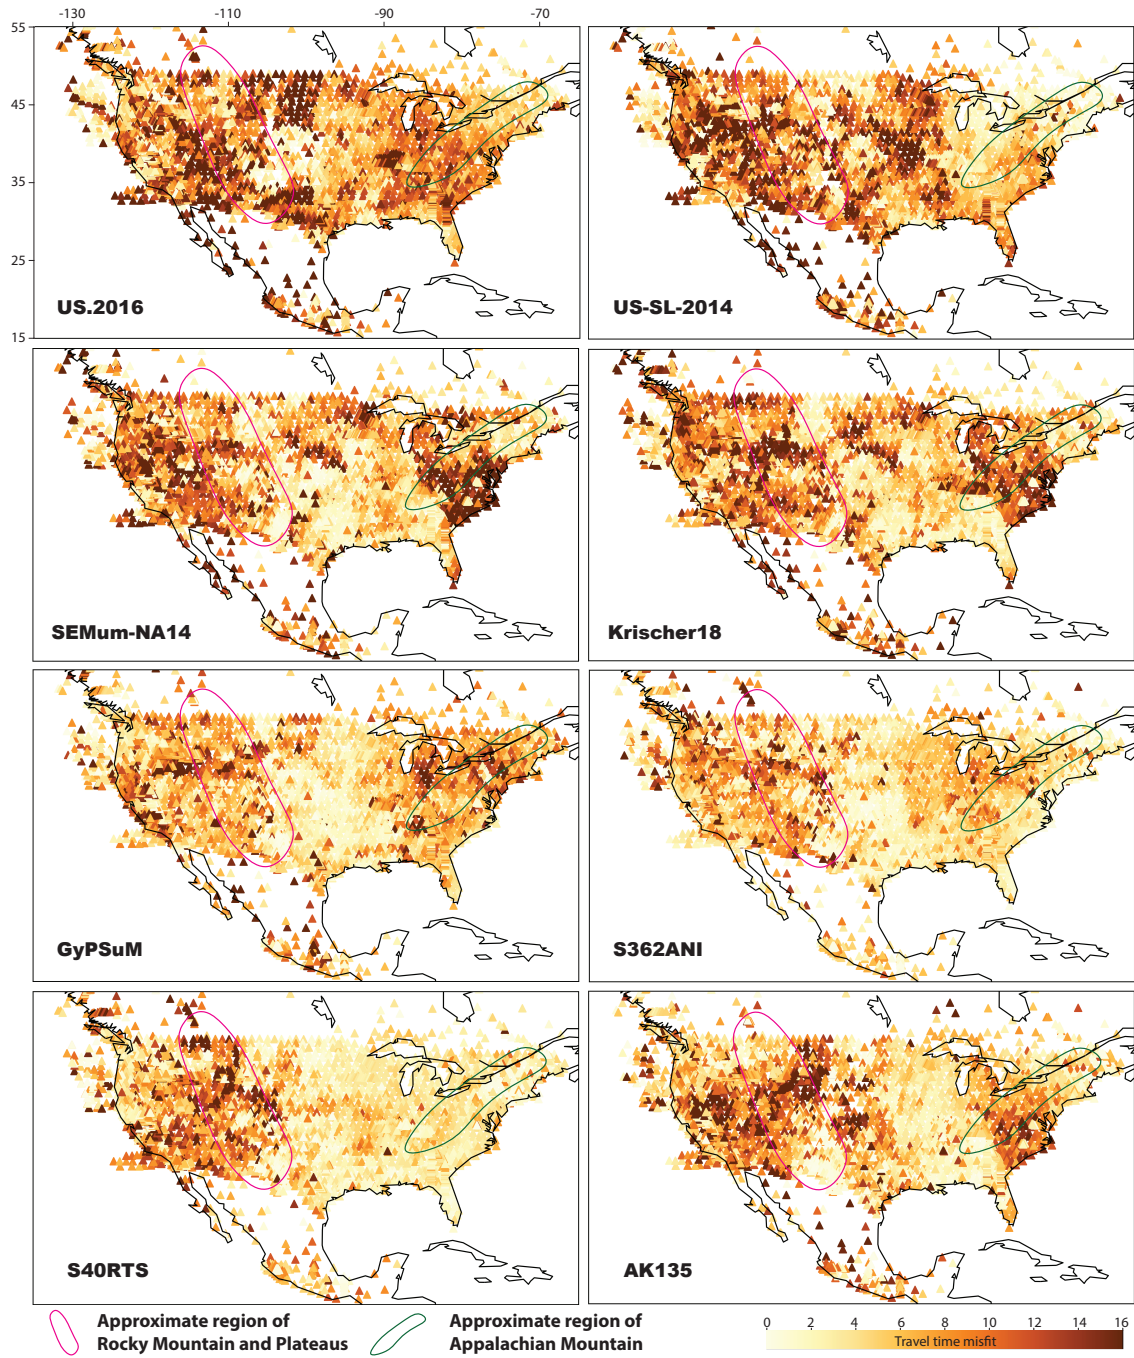 -130 -110 -90 -70
55
45
35
25
15
US.2016
US-SL-2014
SEMum-NA14
Krischer18
GyPSuM
S362ANI
S40RTS
AK135
Approximate region of
Rocky Mountain and Plateaus
Approximate region of
Appalachian Mountain
0 2 4 6 8 10 12 14 16
Travel time misfit